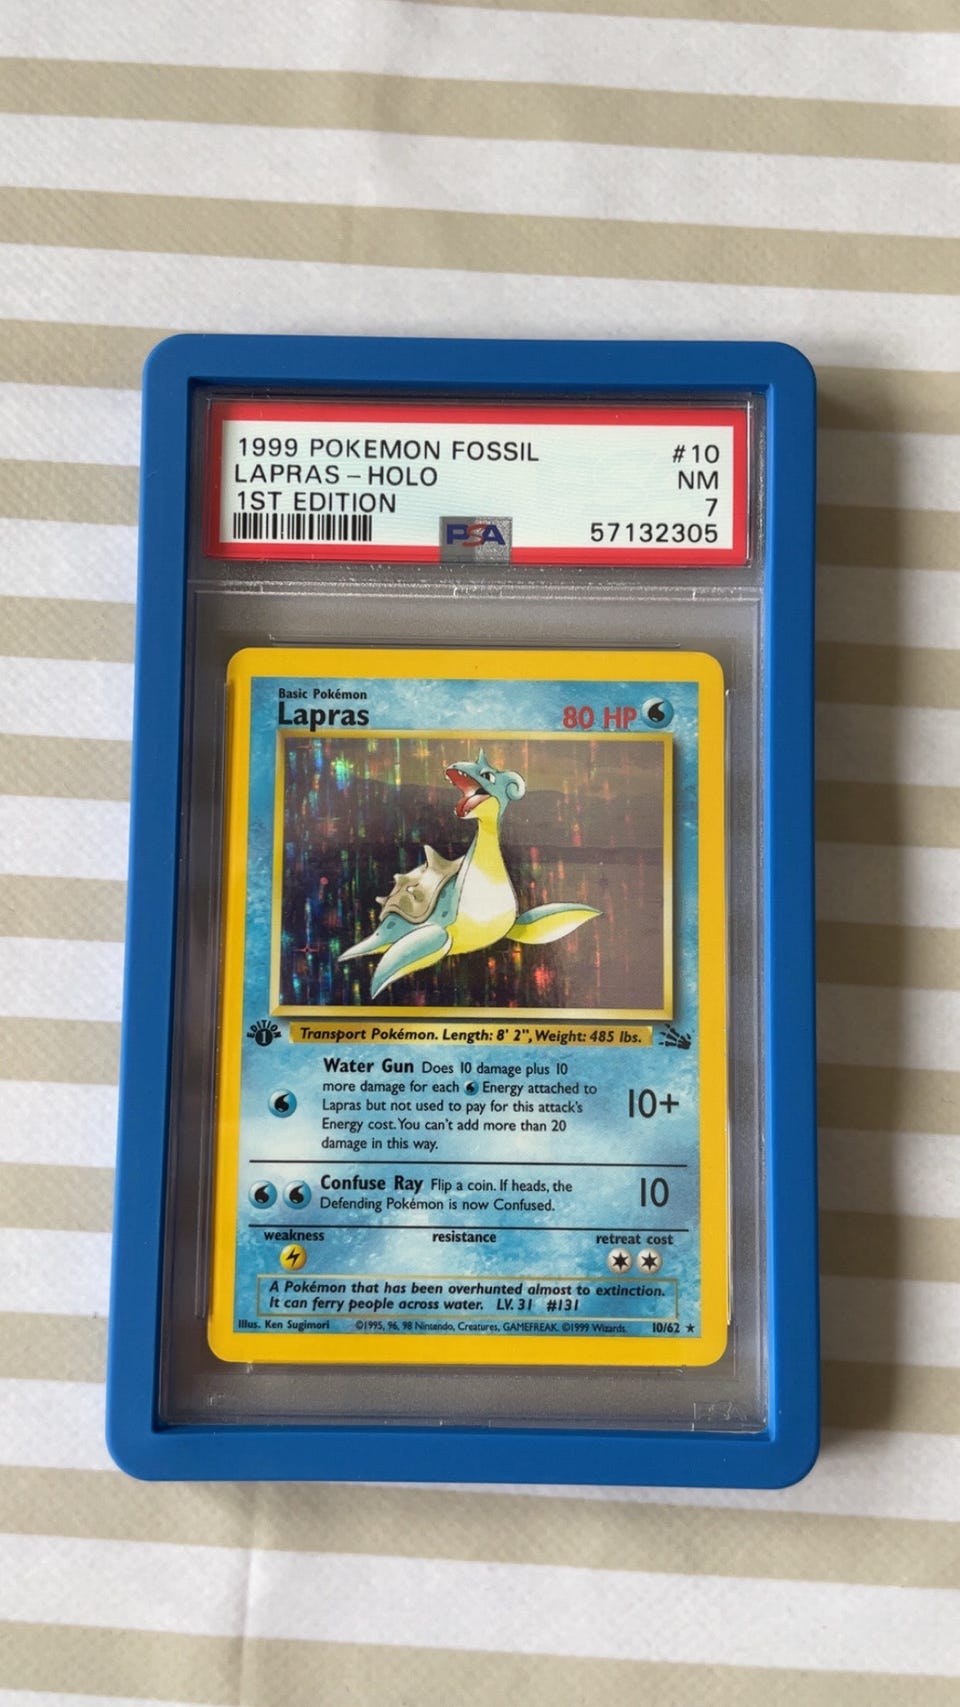 1999 POKEMON FOSSIL #10
LAPRAS - HOLO NM
1ST EDITION 7
PSA 57132305
Basic Pokémon
Lapras 80 HP
EDITION 1
Transport Pokémon. Length: 8' 2", Weight: 485 lbs.
Water Gun Does 10 damage plus 10
more damage for each Energy attached to
Lapras but not used to pay for this attack's
Energy cost. You can't add more than 20
damage in this way.
10+
Confuse Ray Flip a coin. If heads, the
Defending Pokémon is now Confused.
10
weakness resistance retreat cost
A Pokémon that has been overhunted almost to extinction.
It can ferry people across water. LV. 31 #131
Illus. Ken Sugimori ©1995, 96, 98 Nintendo, Creatures, GAMEFREAK. ©1999 Wizards. 10/62 ★
PSA